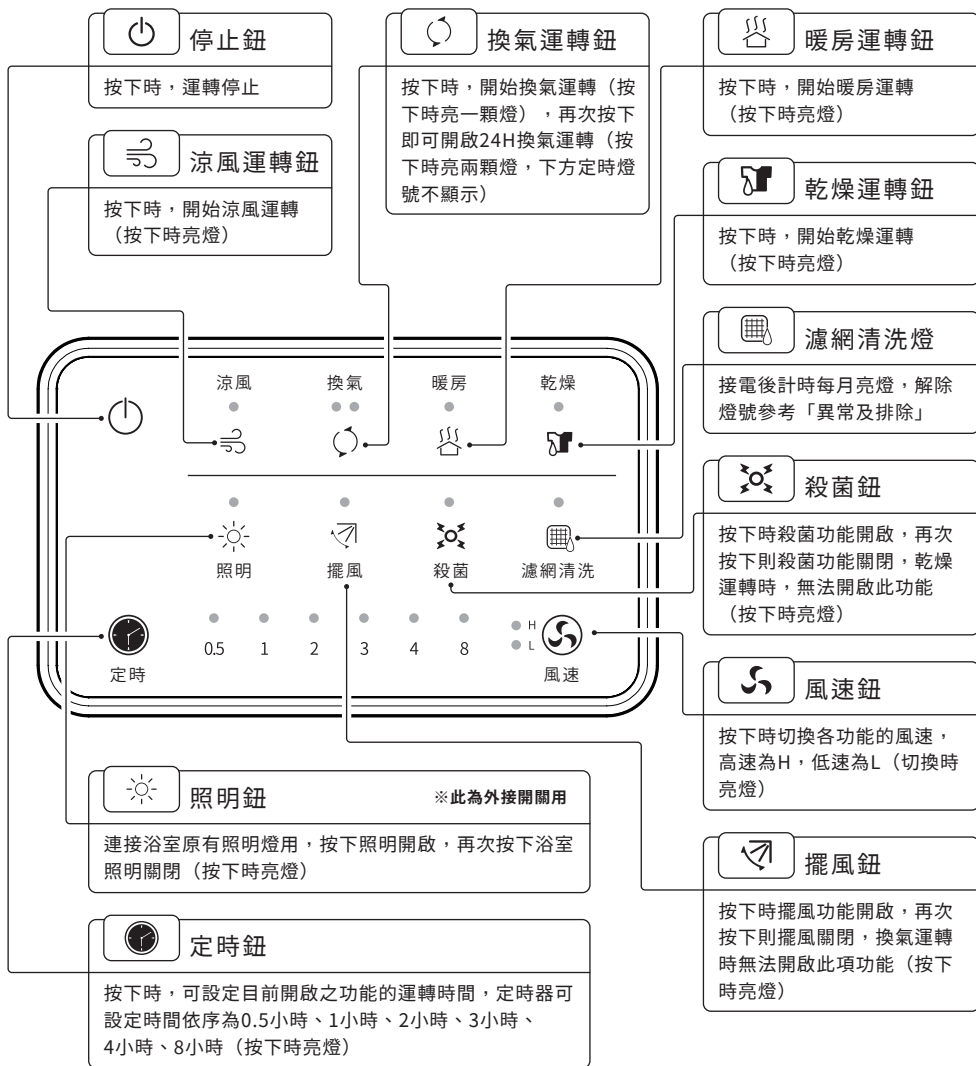 停止鈕
按下時，運轉停止
涼風運轉鈕
按下時，開始涼風運轉
（按下時亮燈）
換氣運轉鈕
按下時，開始換氣運轉（按
下時亮一顆燈），再次按下
即可開啟24H換氣運轉（按
下時亮兩顆燈，下方定時燈
號不顯示）
暖房運轉鈕
按下時，開始暖房運轉
（按下時亮燈）
乾燥運轉鈕
按下時，開始乾燥運轉
（按下時亮燈）
濾網清洗燈
接電後計時每月亮燈，解除
燈號參考「異常及排除」
殺菌鈕
按下時殺菌功能開啟，再次
按下則殺菌功能關閉，乾燥
運轉時，無法開啟此功能
（按下時亮燈）
風速鈕
按下時切換各功能的風速，
高速為H，低速為L（切換時
亮燈）
擺風鈕
按下時擺風功能開啟，再次
按下則擺風關閉，換氣運轉
時無法開啟此項功能（按下
時亮燈）
涼風 換氣 暖房 乾燥
照明 擺風 殺菌 濾網清洗
H
L
0.5 1 2 3 4 8
定時 風速
照明鈕 ※此為外接開關用
連接浴室原有照明燈用，按下照明開啟，再次按下浴室
照明關閉（按下時亮燈）
定時鈕
按下時，可設定目前開啟之功能的運轉時間，定時器可
設定時間依序為0.5小時、1小時、2小時、3小時、
4小時、8小時（按下時亮燈）